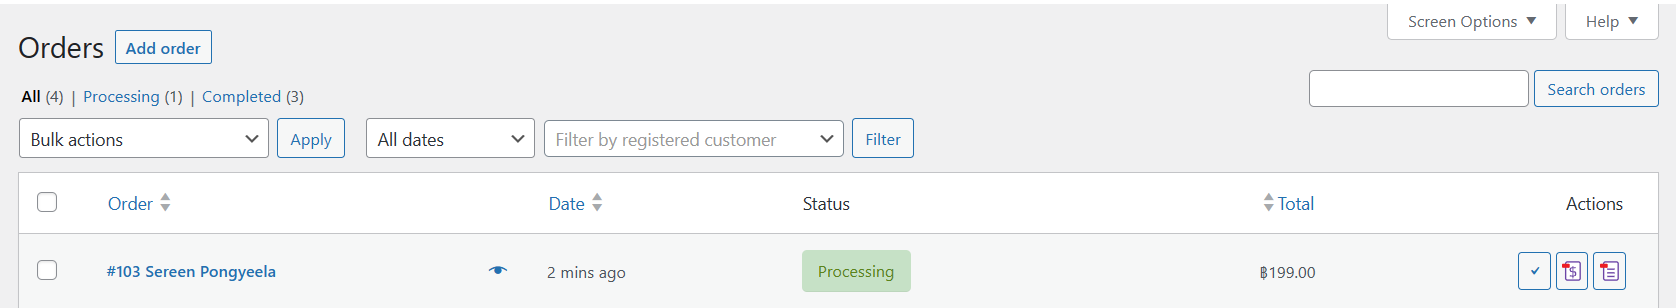 Screen Options ▼ Help ▼
Orders Add order
All (4) | Processing (1) | Completed (3)
Search orders
Bulk actions Apply All dates Filter by registered customer Filter
Order Date Status Total Actions
#103 Sereen Pongyeela 2 mins ago Processing ฿199.00